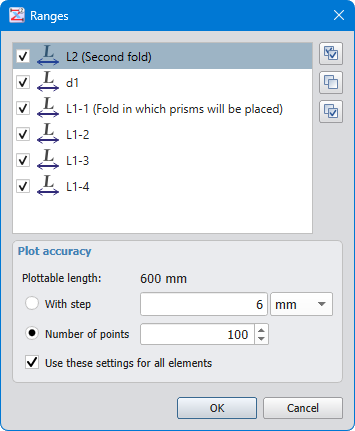 Ranges
L L2 (Second fold)
L d1
L L1-1 (Fold in which prisms will be placed)
L L1-2
L L1-3
L L1-4
Plot accuracy
Plottable length: 600 mm
With step 6 mm
Number of points 100
Use these settings for all elements
OK Cancel